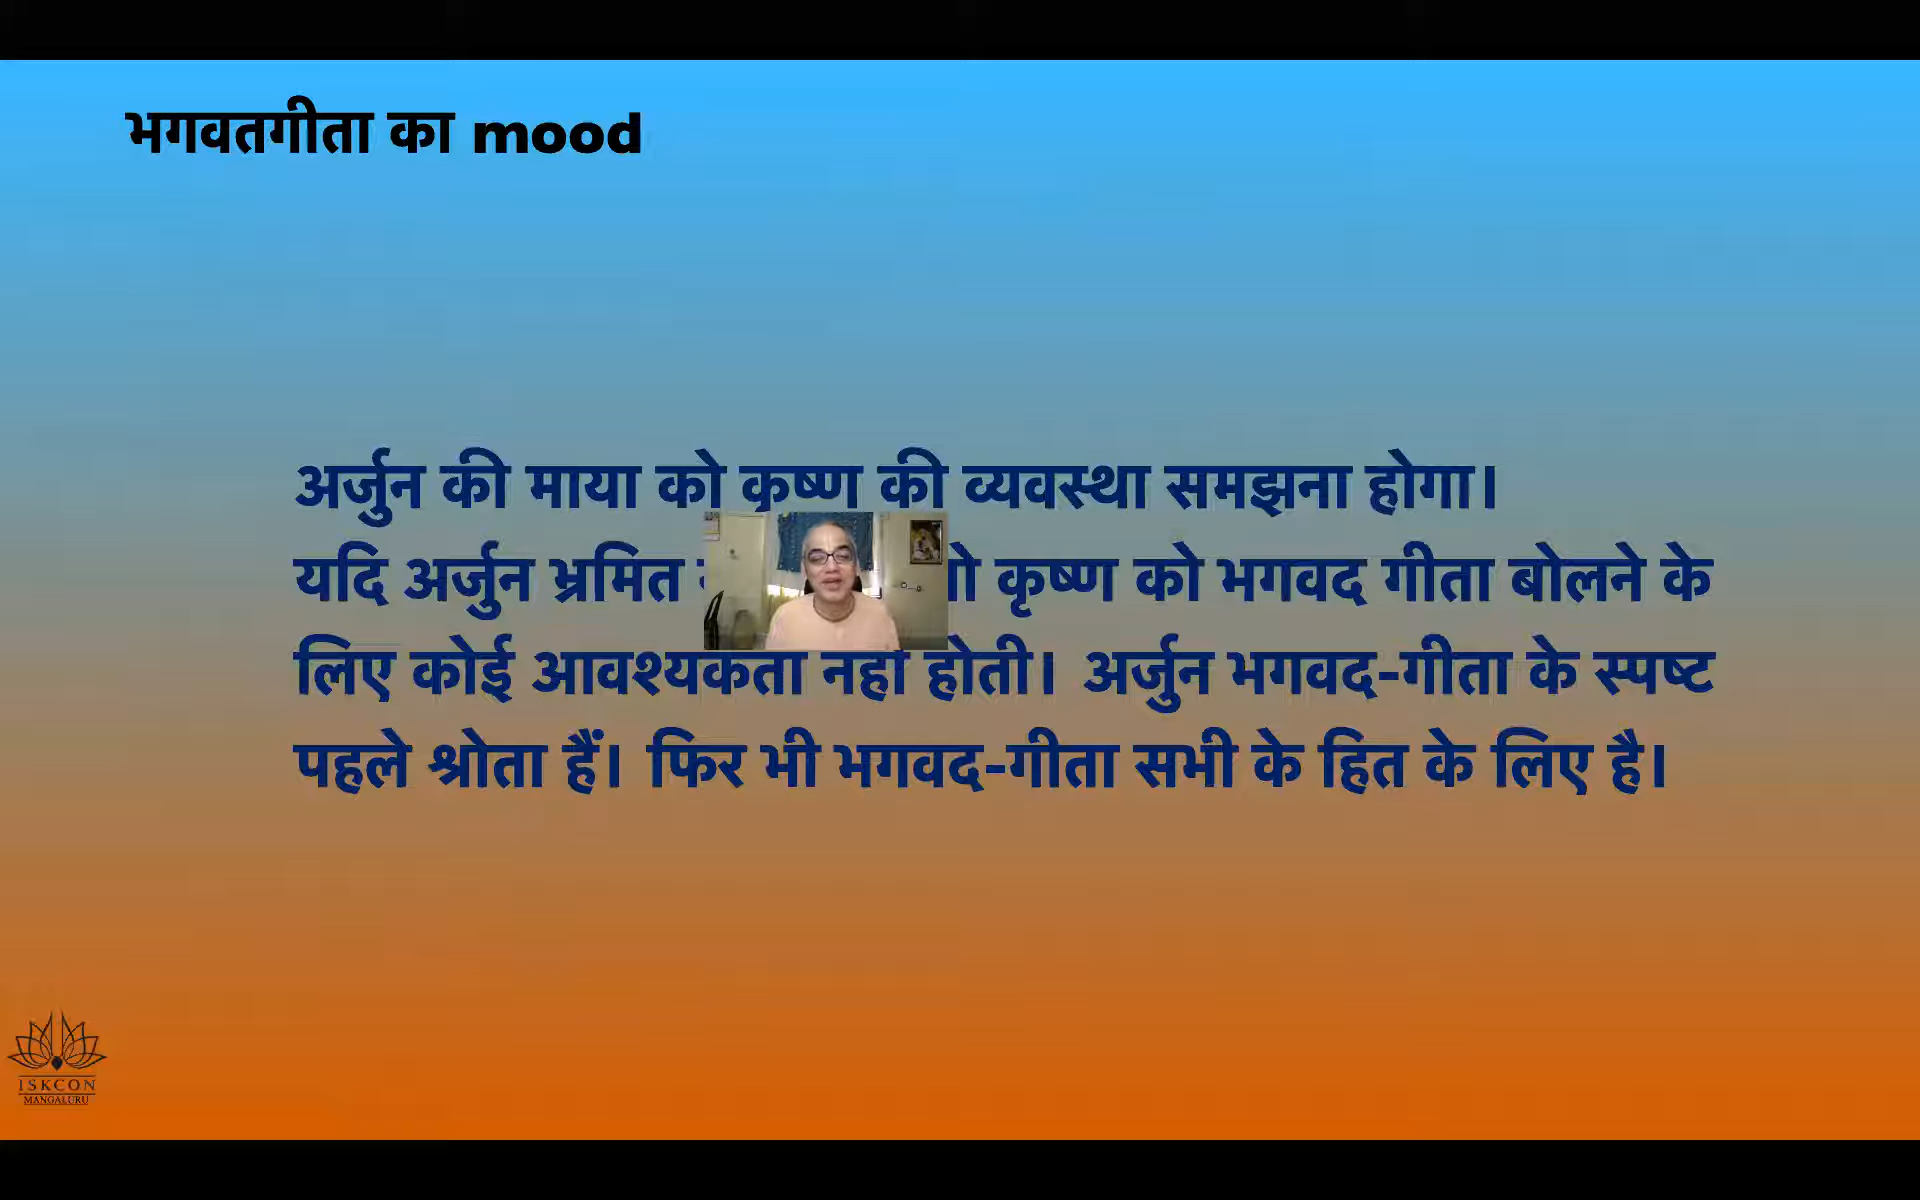 भगवतगीता का mood
अर्जुन की माया को कृष्ण की व्यवस्था समझना होगा।
यदि अर्जुन भ्रमित कृष्ण को भगवद गीता बोलने के
लिए कोई आवश्यकता नहीं होती। अर्जुन भगवद-गीता के स्पष्ट
पहले श्रोता हैं। फिर भी भगवद-गीता सभी के हित के लिए है।
ISKCON
MANGALURU